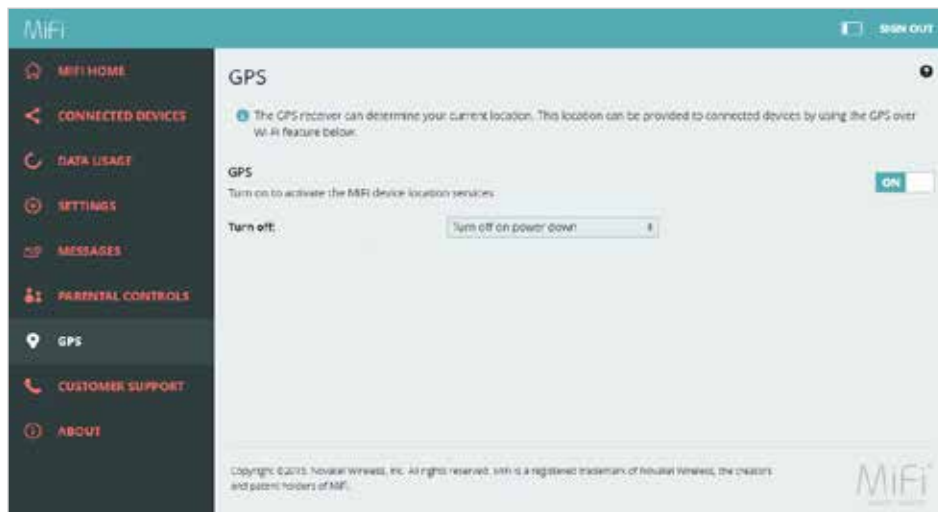 MiFi
SIGN OUT
MIFI HOME
CONNECTED DEVICES
DATA USAGE
SETTINGS
MESSAGES
PARENTAL CONTROLS
GPS
CUSTOMER SUPPORT
ABOUT
GPS
The GPS receiver can determine your current location. This location can be provided to connected devices by using the GPS over
Wi-Fi feature below.
GPS
Turn on to activate the MiFi device location services
ON
Turn off:
Turn off on power down
Copyright ©2015. Novatel Wireless, Inc. All rights reserved. MiFi is a registered trademark of Novatel Wireless, the creators
and patent holders of MiFi.
MiFi